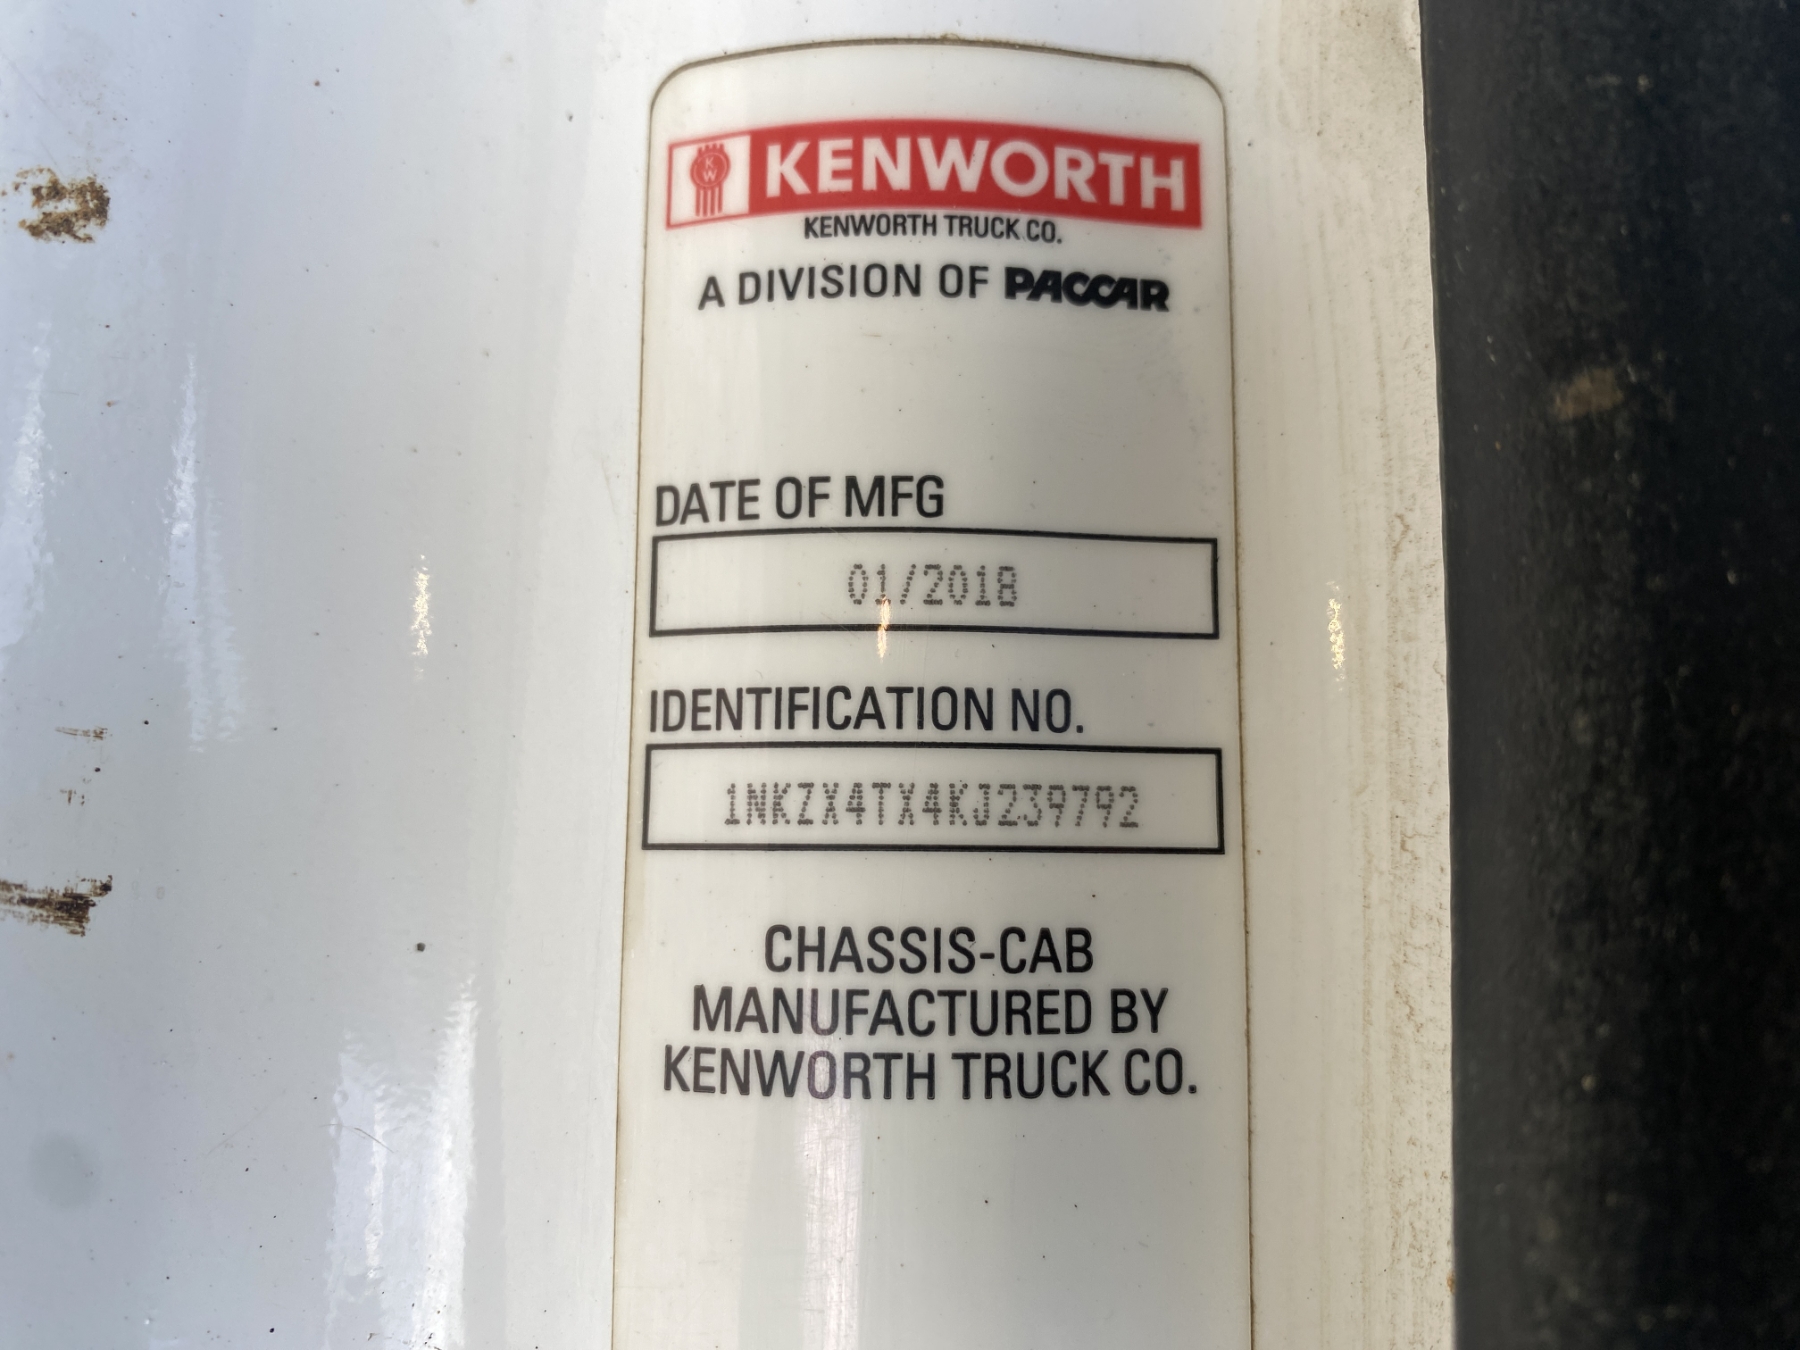 KW KENWORTH
KENWORTH TRUCK CO.
A DIVISION OF PACCAR
DATE OF MFG
01/2018
IDENTIFICATION NO.
1NKZX4TX4KJ239792
CHASSIS-CAB
MANUFACTURED BY
KENWORTH TRUCK CO.